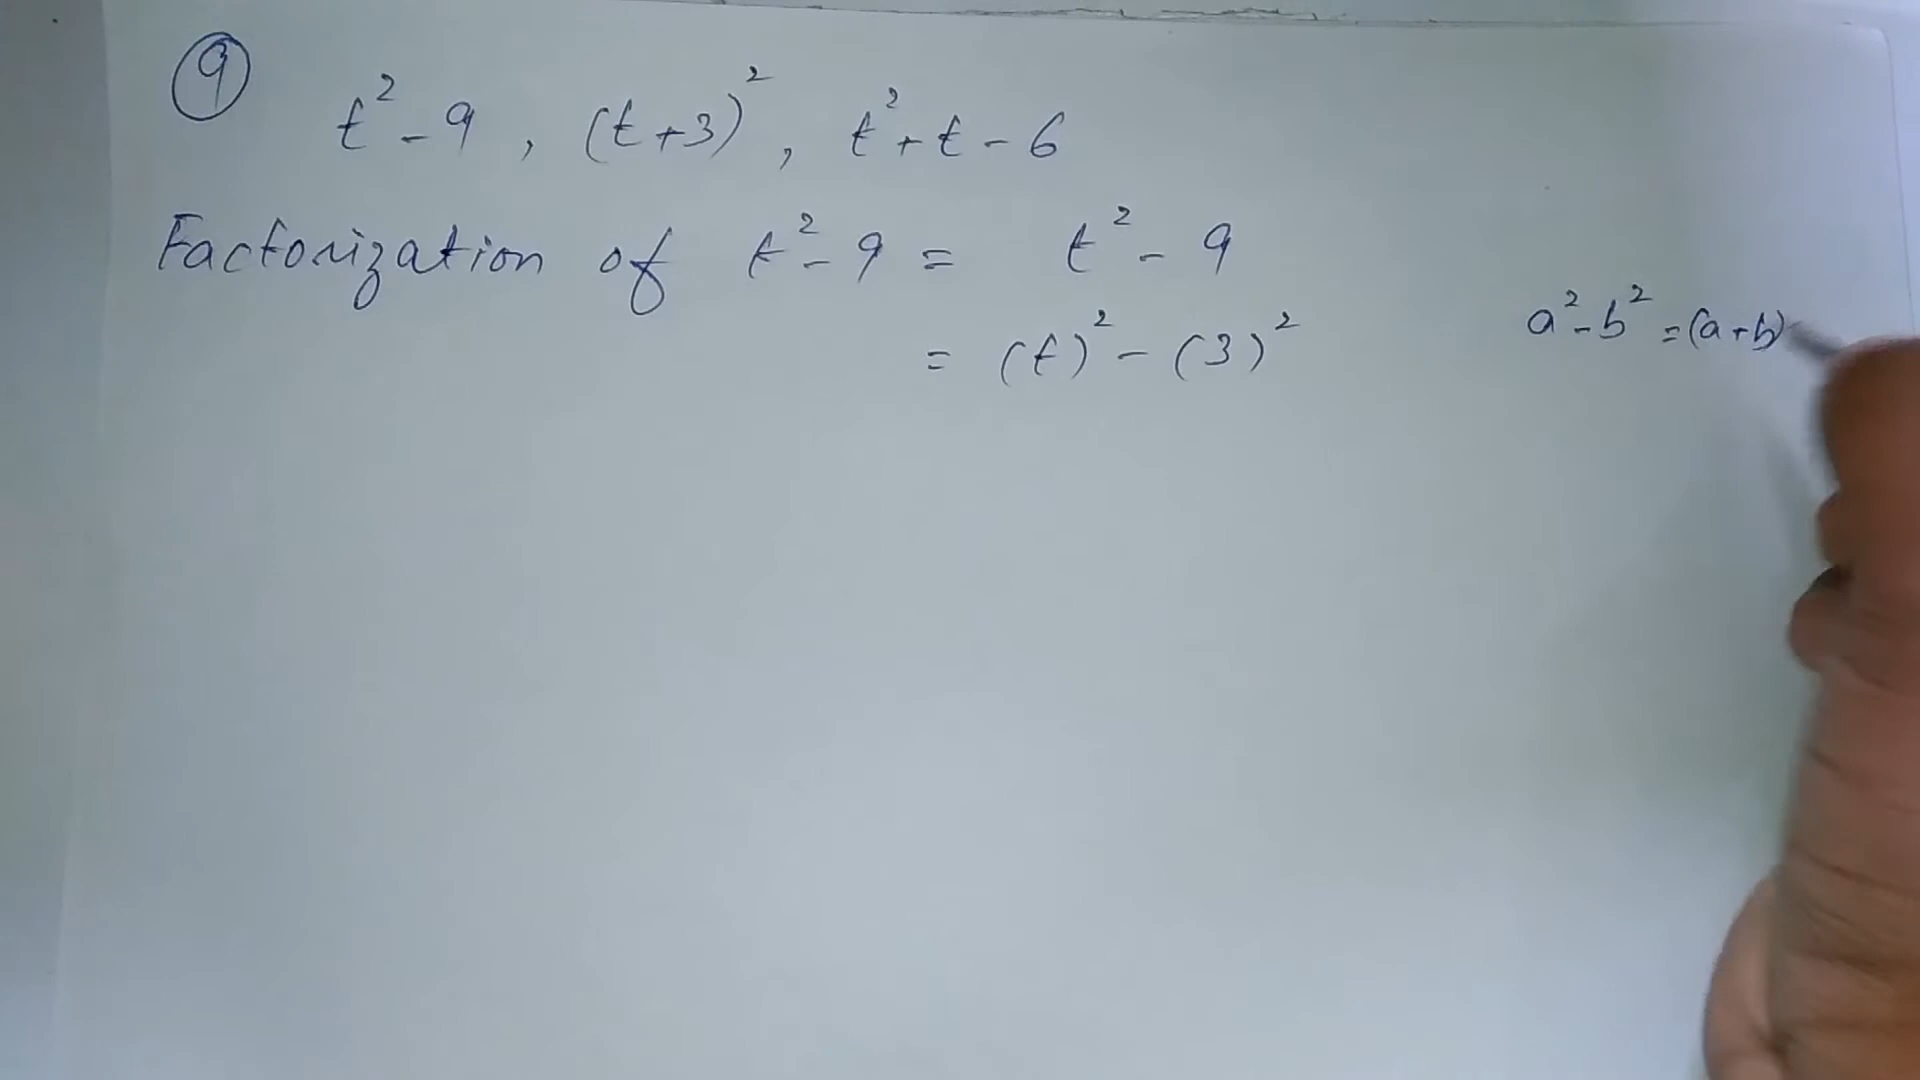 9
t² - 9 , (t+3)² , t² + t - 6
Factorization of t² - 9 = t² - 9
= (t)² - (3)²
a² - b² = (a+b)